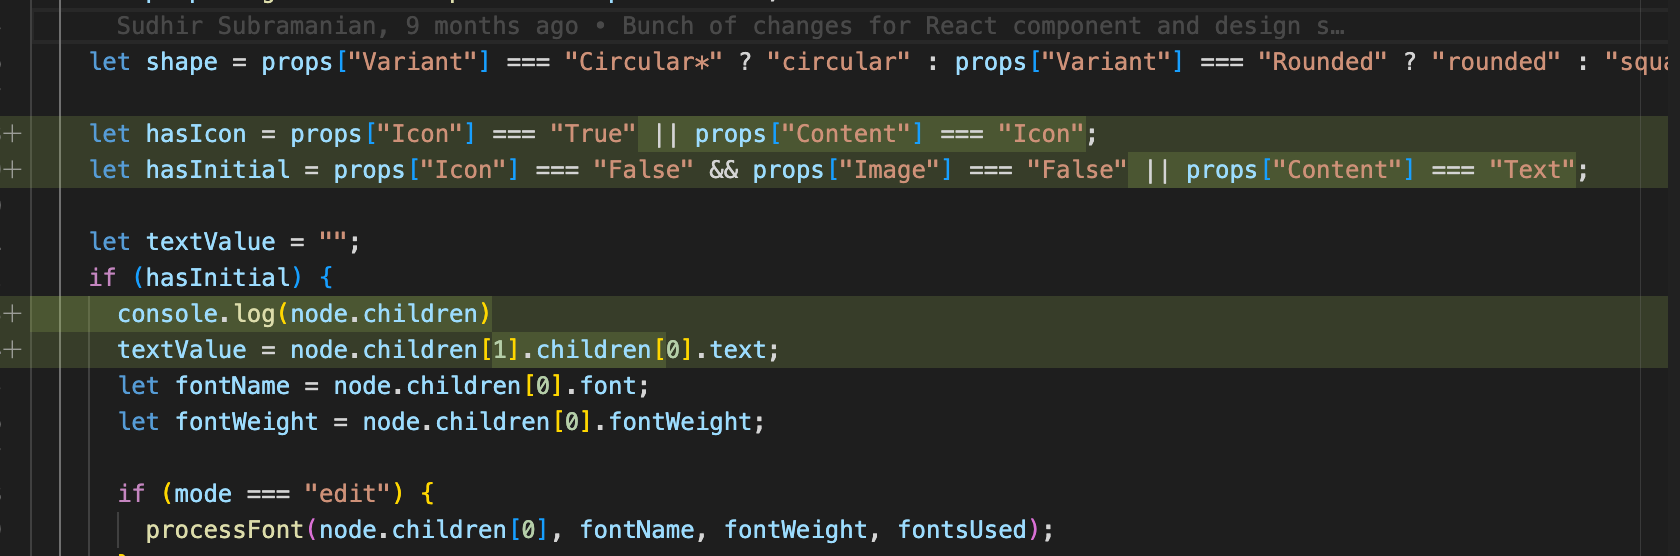 Sudhir Subramanian, 9 months ago • Bunch of changes for React component and design s…
let shape = props["Variant"] === "Circular*" ? "circular" : props["Variant"] === "Rounded" ? "rounded" : "squa
let hasIcon = props["Icon"] === "True" || props["Content"] === "Icon";
let hasInitial = props["Icon"] === "False" && props["Image"] === "False" || props["Content"] === "Text";
let textValue = "";
if (hasInitial) {
console.log(node.children)
textValue = node.children[1].children[0].text;
let fontName = node.children[0].font;
let fontWeight = node.children[0].fontWeight;
if (mode === "edit") {
processFont(node.children[0], fontName, fontWeight, fontsUsed);